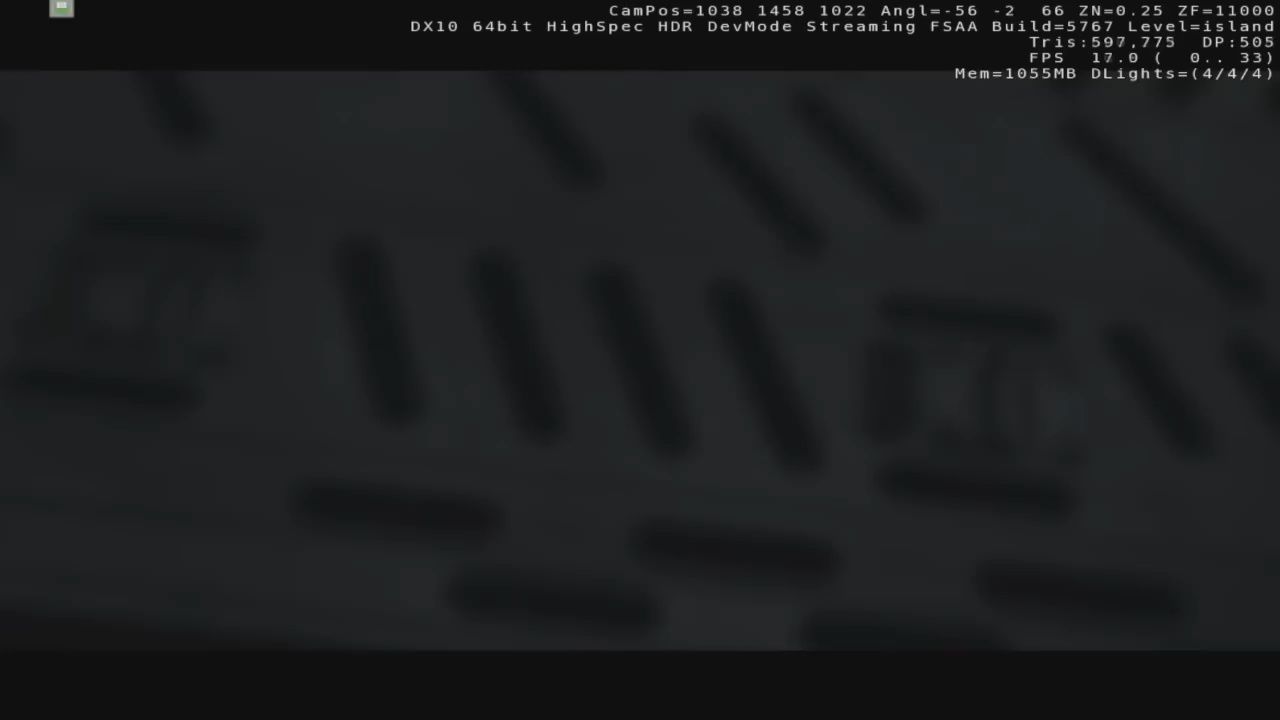 CamPos=1038 1458 1022 Angl=-56 -2 66 ZN=0.25 ZF=11000
DX10 64bit HighSpec HDR DevMode Streaming FSAA Build=5767 Level=island
Tris:597,775 DP:505
FPS 17.0 ( 0.. 33)
Mem=1055MB DLights=(4/4/4)